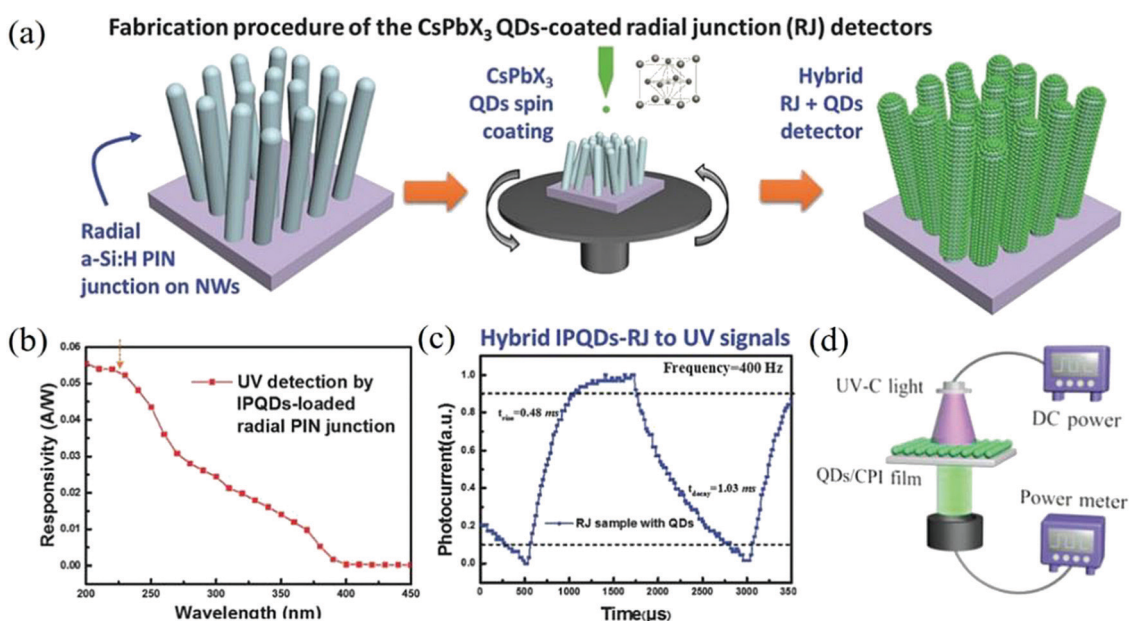 (a)
Fabrication procedure of the CsPbX₃ QDs-coated radial junction (RJ) detectors
CsPbX₃
QDs spin
coating
Hybrid
RJ + QDs
detector
Radial
a-Si:H PIN
junction on NWs
(b)
0.06
0.05
0.04
0.03
0.02
0.01
0.00
Responsivity (A/W)
UV detection by
IPQDs-loaded
radial PIN junction
200 250 300 350 400 450
Wavelength (nm)
(c)
Hybrid IPQDs-RJ to UV signals
Frequency=400 Hz
1.0
0.8
0.6
0.4
0.2
0.0
Photocurrent(a.u.)
t_rise=0.48 ms
t_decay=1.03 ms
RJ sample with QDs
0 500 1000 1500 2000 2500 3000 350
Time(μs)
(d)
UV-C light
DC power
QDs/CPI film
Power meter